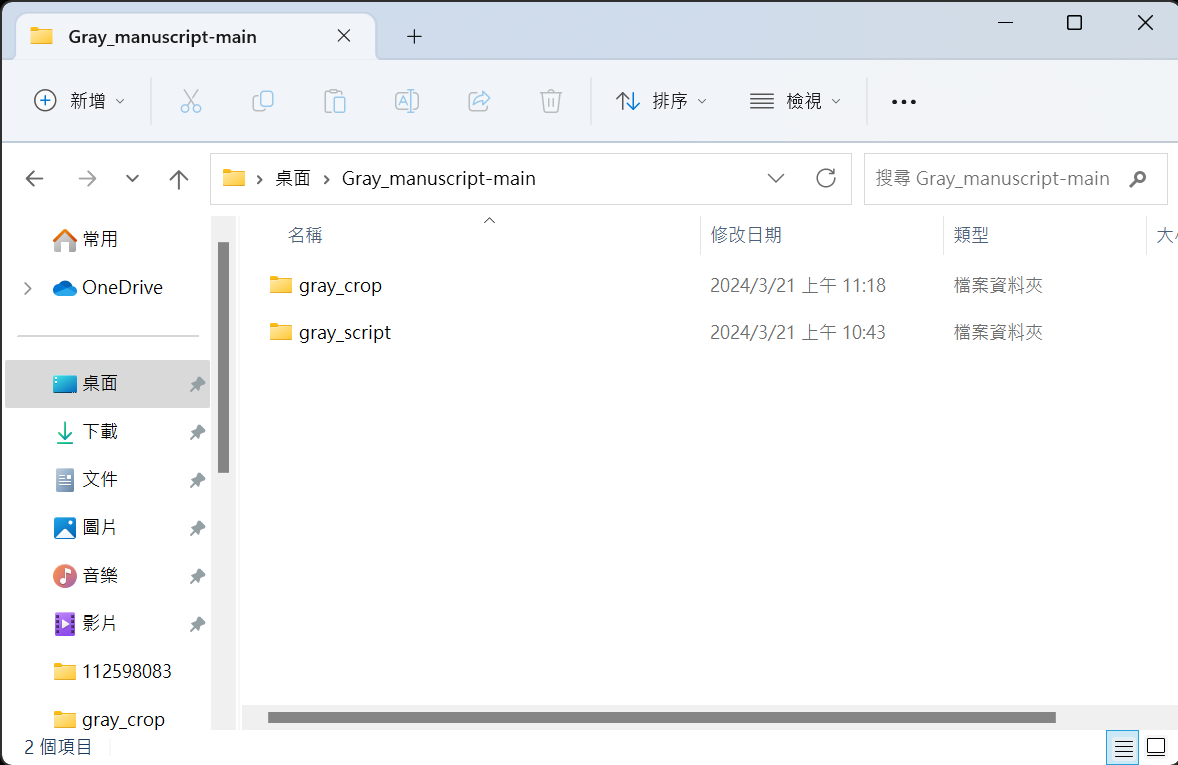 Gray_manuscript-main
新增
排序
檢視
桌面
Gray_manuscript-main
搜尋 Gray_manuscript-main
常用
OneDrive
桌面
下載
文件
圖片
音樂
影片
112598083
gray_crop
名稱 修改日期 類型
gray_crop 2024/3/21 上午 11:18 檔案資料夾
gray_script 2024/3/21 上午 10:43 檔案資料夾
2 個項目